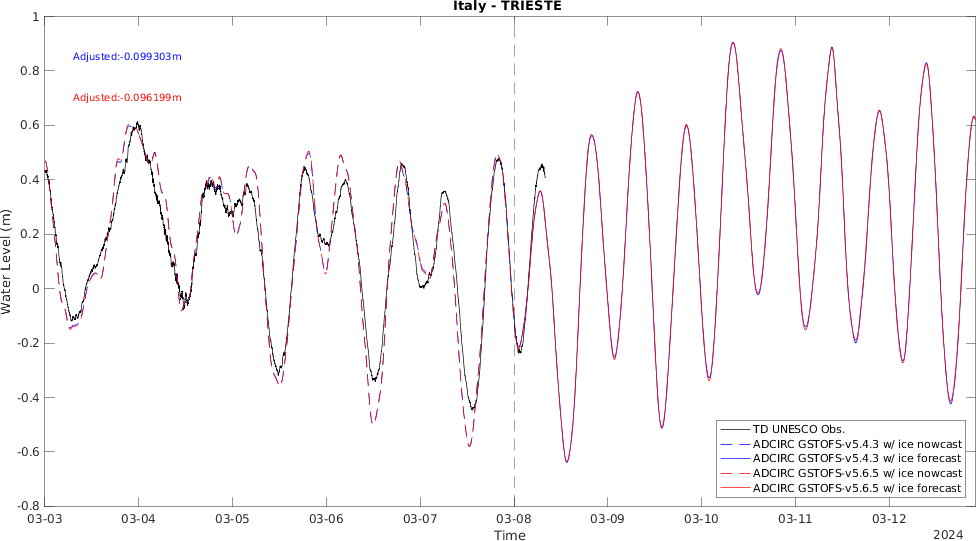 Italy - TRIESTE
Adjusted:-0.099303m
Adjusted:-0.096199m
Water Level (m)
1
0.8
0.6
0.4
0.2
0
-0.2
-0.4
-0.6
-0.8
TD UNESCO Obs.
ADCIRC GSTOFS-v5.4.3 w/ ice nowcast
ADCIRC GSTOFS-v5.4.3 w/ ice forecast
ADCIRC GSTOFS-v5.6.5 w/ ice nowcast
ADCIRC GSTOFS-v5.6.5 w/ ice forecast
03-03 03-04 03-05 03-06 03-07 03-08 03-09 03-10 03-11 03-12
Time
2024